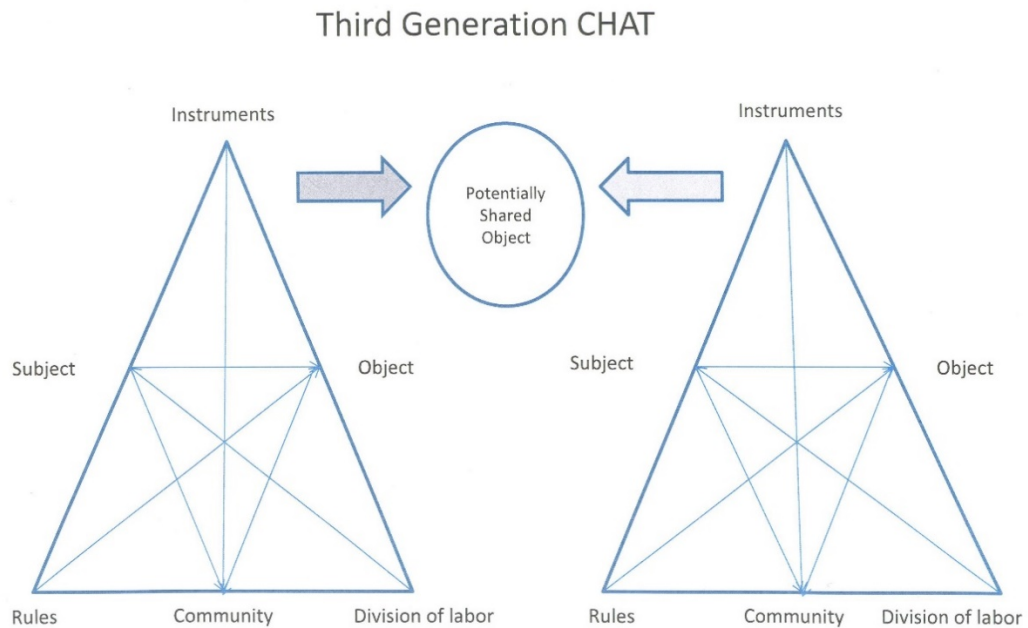 Third Generation CHAT
Instruments
Instruments
Potentially
Shared
Object
Subject
Object
Subject
Object
Rules
Community
Division of labor
Rules
Community
Division of labor